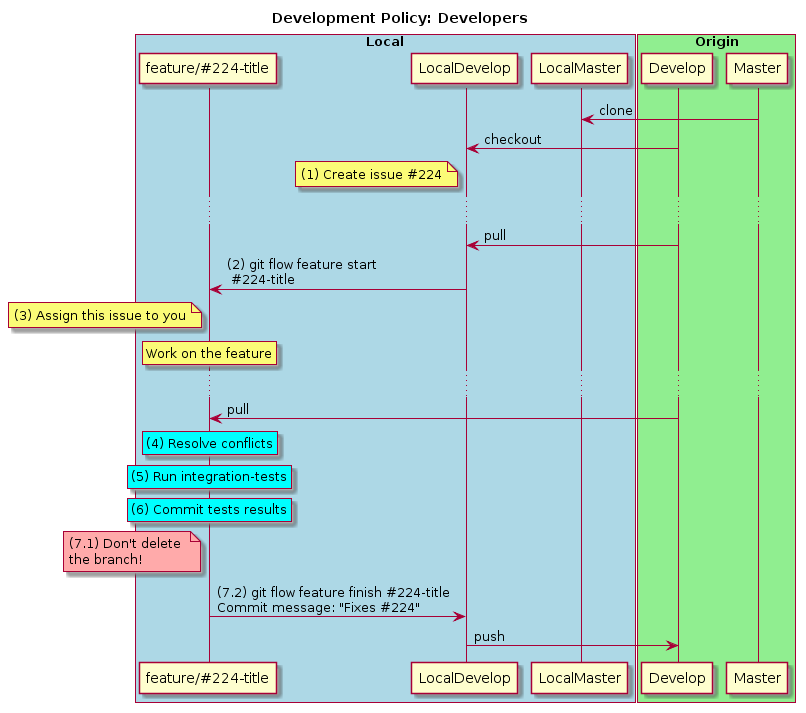 Development Policy: Developers
Local
Origin
feature/#224-title
LocalDevelop
LocalMaster
Develop
Master
clone
checkout
(1) Create issue #224
pull
(2) git flow feature start
#224-title
(3) Assign this issue to you
Work on the feature
pull
(4) Resolve conflicts
(5) Run integration-tests
(6) Commit tests results
(7.1) Don't delete
the branch!
(7.2) git flow feature finish #224-title
Commit message: "Fixes #224"
push
feature/#224-title
LocalDevelop
LocalMaster
Develop
Master